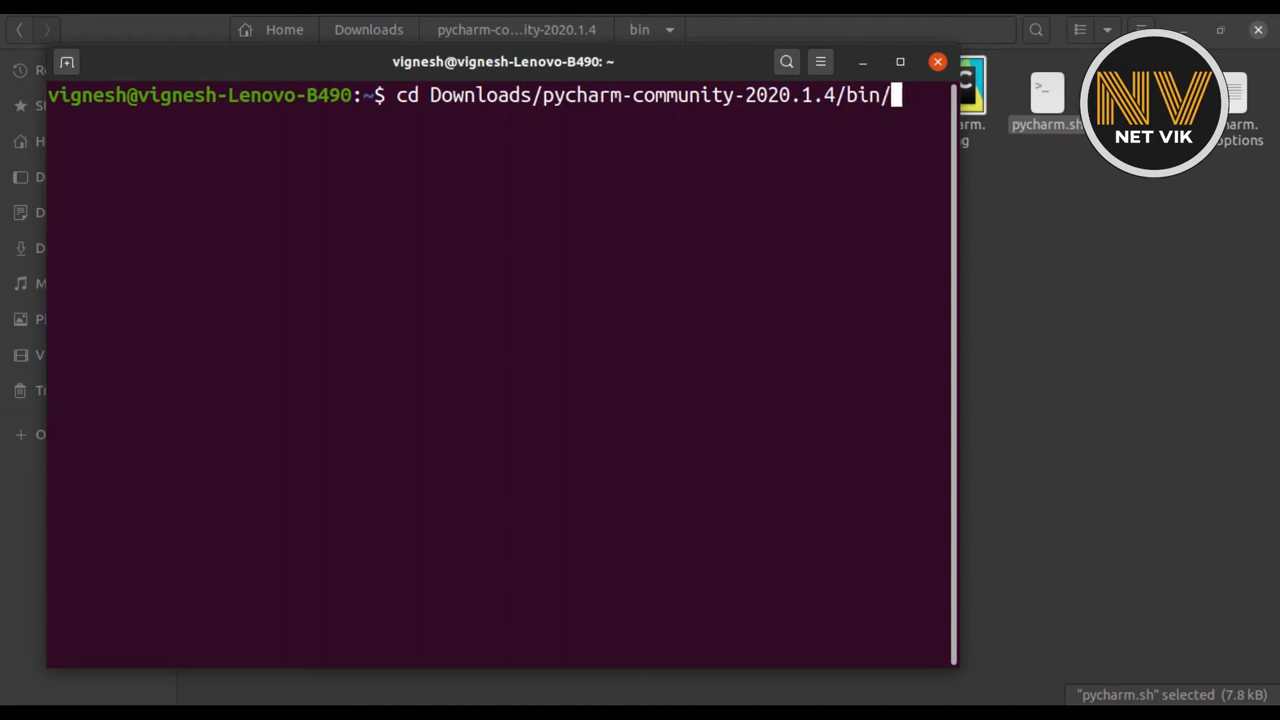 Home Downloads pycharm-co…ity-2020.1.4 bin
vignesh@vignesh-Lenovo-B490: ~
vignesh@vignesh-Lenovo-B490:~$ cd Downloads/pycharm-community-2020.1.4/bin/
pycharm.sh
NV
NET VIK
"pycharm.sh" selected (7.8 kB)